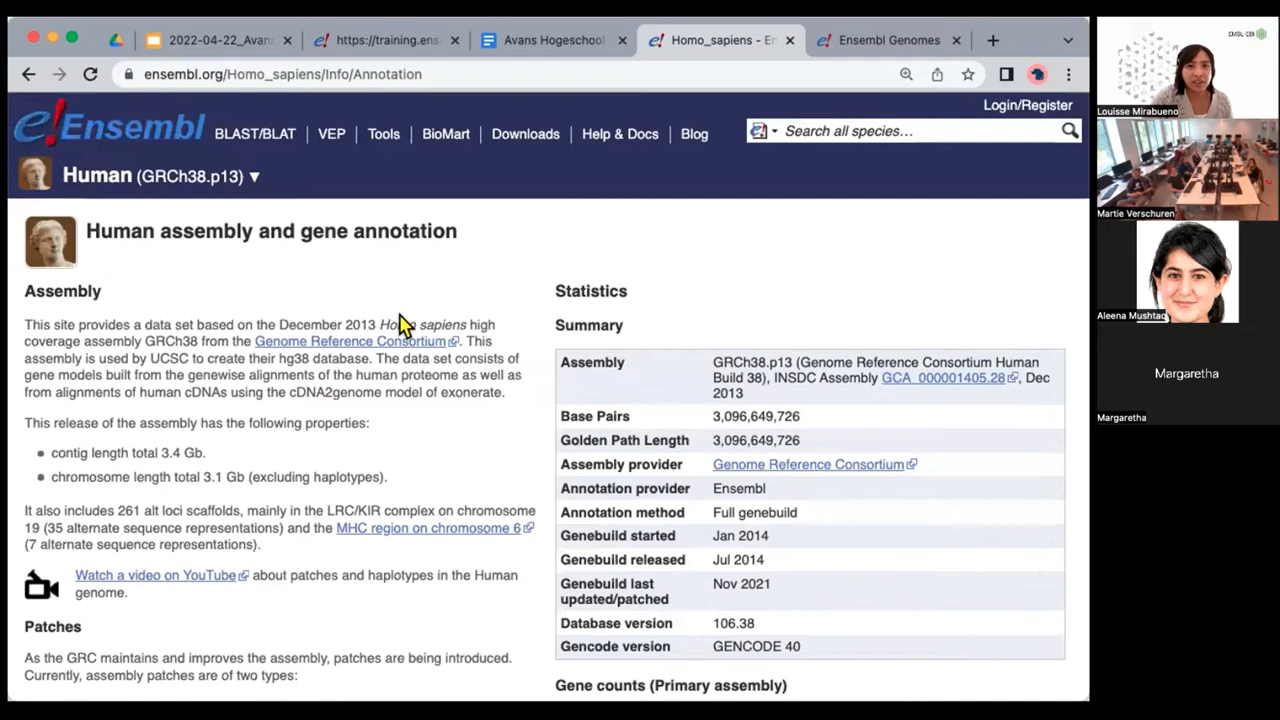 2022-04-22_Avans
https://training.ens
Avans Hogeschool
Homo_sapiens - En
Ensembl Genomes
ensembl.org/Homo_sapiens/Info/Annotation
Login/Register
e!Ensembl
BLAST/BLAT | VEP | Tools | BioMart | Downloads | Help & Docs | Blog
Search all species…
Human (GRCh38.p13) ▼
Human assembly and gene annotation
Assembly
This site provides a data set based on the December 2013 Homo sapiens high
coverage assembly GRCh38 from the Genome Reference Consortium. This
assembly is used by UCSC to create their hg38 database. The data set consists of
gene models built from the genewise alignments of the human proteome as well as
from alignments of human cDNAs using the cDNA2genome model of exonerate.
This release of the assembly has the following properties:
contig length total 3.4 Gb.
chromosome length total 3.1 Gb (excluding haplotypes).
It also includes 261 alt loci scaffolds, mainly in the LRC/KIR complex on chromosome
19 (35 alternate sequence representations) and the MHC region on chromosome 6
(7 alternate sequence representations).
Watch a video on YouTube about patches and haplotypes in the Human
genome.
Patches
As the GRC maintains and improves the assembly, patches are being introduced.
Currently, assembly patches are of two types:
Statistics
Summary
Assembly GRCh38.p13 (Genome Reference Consortium Human
Build 38), INSDC Assembly GCA_000001405.28, Dec
2013
Base Pairs 3,096,649,726
Golden Path Length 3,096,649,726
Assembly provider Genome Reference Consortium
Annotation provider Ensembl
Annotation method Full genebuild
Genebuild started Jan 2014
Genebuild released Jul 2014
Genebuild last Nov 2021
updated/patched
Database version 106.38
Gencode version GENCODE 40
Gene counts (Primary assembly)
EMBL-EBI
Louisse Mirabueno
Martie Verschuren
Aleena Mushtaq
Margaretha
Margaretha